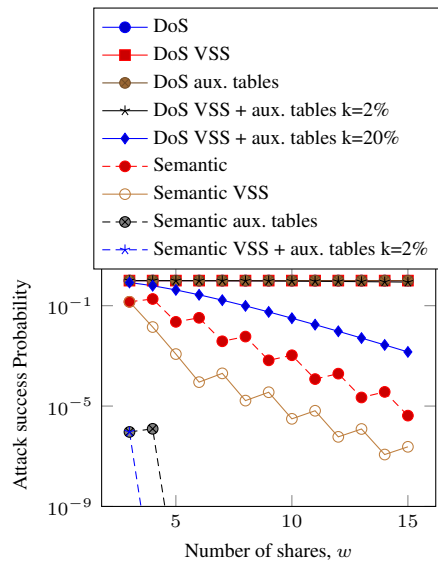 DoS
DoS VSS
DoS aux. tables
DoS VSS + aux. tables k=2%
DoS VSS + aux. tables k=20%
Semantic
Semantic VSS
Semantic aux. tables
Semantic VSS + aux. tables k=2%
Attack success Probability
10^{-1}
10^{-5}
10^{-9}
5 10 15
Number of shares, w